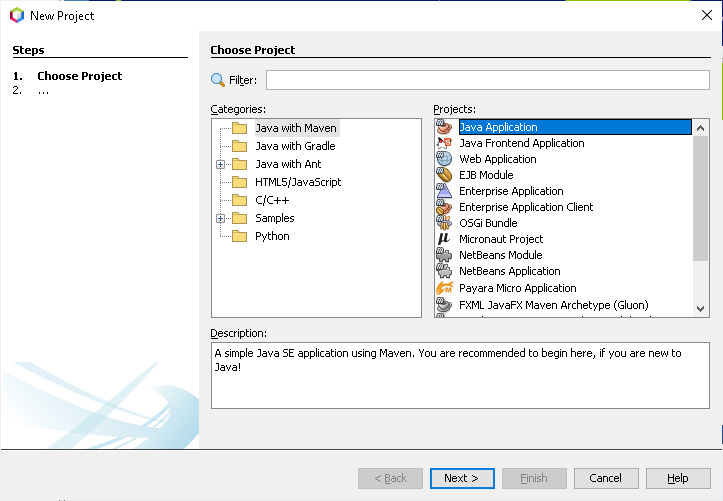 New Project
Steps
1. Choose Project
2. ...
Choose Project
Filter:
Categories:
Java with Maven
Java with Gradle
Java with Ant
HTML5/JavaScript
C/C++
Samples
Python
Projects:
Java Application
Java Frontend Application
Web Application
EJB Module
Enterprise Application
Enterprise Application Client
OSGi Bundle
Micronaut Project
NetBeans Module
NetBeans Application
Payara Micro Application
FXML JavaFX Maven Archetype (Gluon)
Description:
A simple Java SE application using Maven. You are recommended to begin here, if you are new to
Java!
< Back
Next >
Finish
Cancel
Help